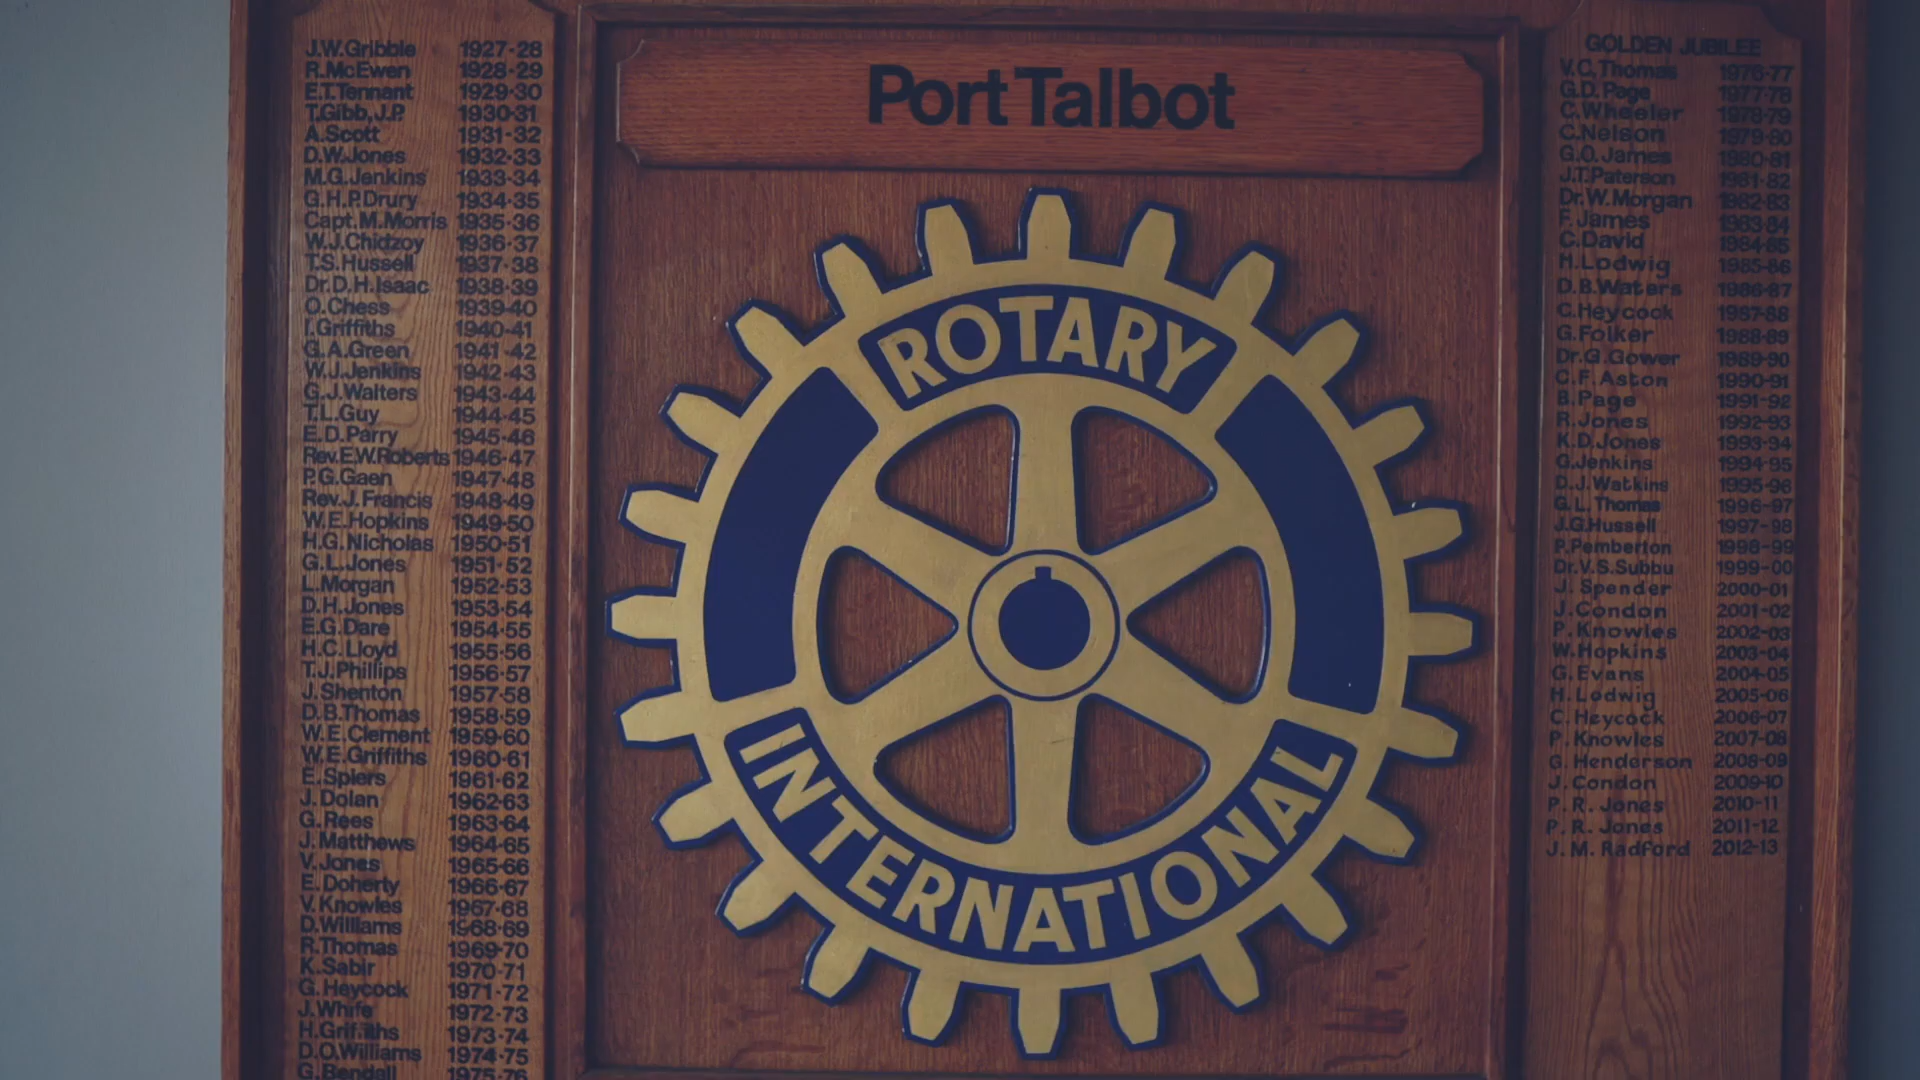 J.W.Gribble 1927-28
R.McEwen 1928-29
E.T.Tennant 1929-30
T.Gibb, J.P. 1930-31
A.Scott 1931-32
D.W.Jones 1932-33
M.G.Jenkins 1933-34
G.H.P.Drury 1934-35
Capt.M.Morris 1935-36
W.J.Chidzoy 1936-37
T.S.Hussell 1937-38
Dr.D.H.Isaac 1938-39
O.Chess 1939-40
I.Griffiths 1940-41
G.A.Green 1941-42
W.J.Jenkins 1942-43
G.J.Walters 1943-44
T.L.Guy 1944-45
E.D.Parry 1945-46
Rev.E.W.Roberts 1946-47
P.G.Gaen 1947-48
Rev.J.Francis 1948-49
W.E.Hopkins 1949-50
H.G.Nicholas 1950-51
G.L.Jones 1951-52
L.Morgan 1952-53
D.H.Jones 1953-54
E.G.Dare 1954-55
H.C.Lloyd 1955-56
T.J.Phillips 1956-57
J.Shenton 1957-58
D.B.Thomas 1958-59
W.E.Clement 1959-60
W.E.Griffiths 1960-61
E.Spiers 1961-62
J.Dolan 1962-63
G.Rees 1963-64
J.Matthews 1964-65
V.Jones 1965-66
E.Doherty 1966-67
V.Knowles 1967-68
D.Williams 1968-69
R.Thomas 1969-70
K.Sabir 1970-71
G.Heycock 1971-72
J.White 1972-73
H.Griffiths 1973-74
D.O.Williams 1974-75
G.Bendall 1975-76
Port Talbot
ROTARY
INTERNATIONAL
GOLDEN JUBILEE
V.C.Thomas 1976-77
G.D.Page 1977-78
C.Wheeler 1978-79
C.Nelson 1979-80
G.O.James 1980-81
J.T.Paterson 1981-82
Dr.W.Morgan 1982-83
F.James 1983-84
C.David 1984-85
H.Lodwig 1985-86
D.B.Waters 1986-87
C.Heycock 1987-88
G.Folker 1988-89
Dr.G.Gower 1989-90
C.F.Aston 1990-91
B.Page 1991-92
R.Jones 1992-93
K.D.Jones 1993-94
G.Jenkins 1994-95
D.J.Watkins 1995-96
G.L.Thomas 1996-97
J.G.Hussell 1997-98
P.Pemberton 1998-99
Dr.V.S.Subbu 1999-00
J. Spender 2000-01
J. Condon 2001-02
P. Knowles 2002-03
W. Hopkins 2003-04
G. Evans 2004-05
H. Lodwig 2005-06
C. Heycock 2006-07
P. Knowles 2007-08
G. Henderson 2008-09
J. Condon 2009-10
P. R. Jones 2010-11
P. R. Jones 2011-12
J. M. Radford 2012-13